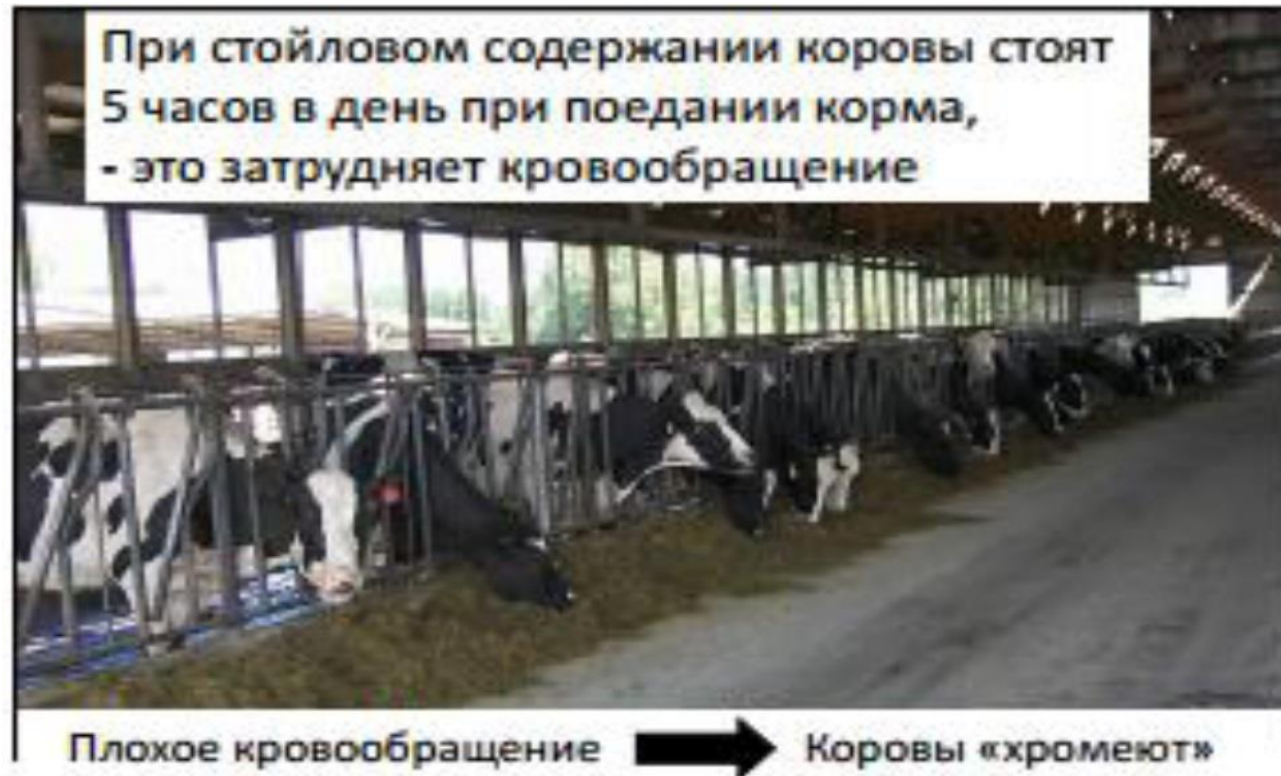 При стойловом содержании коровы стоят
5 часов в день при поедании корма,
- это затрудняет кровообращение
Плохое кровообращение Коровы «хромеют»